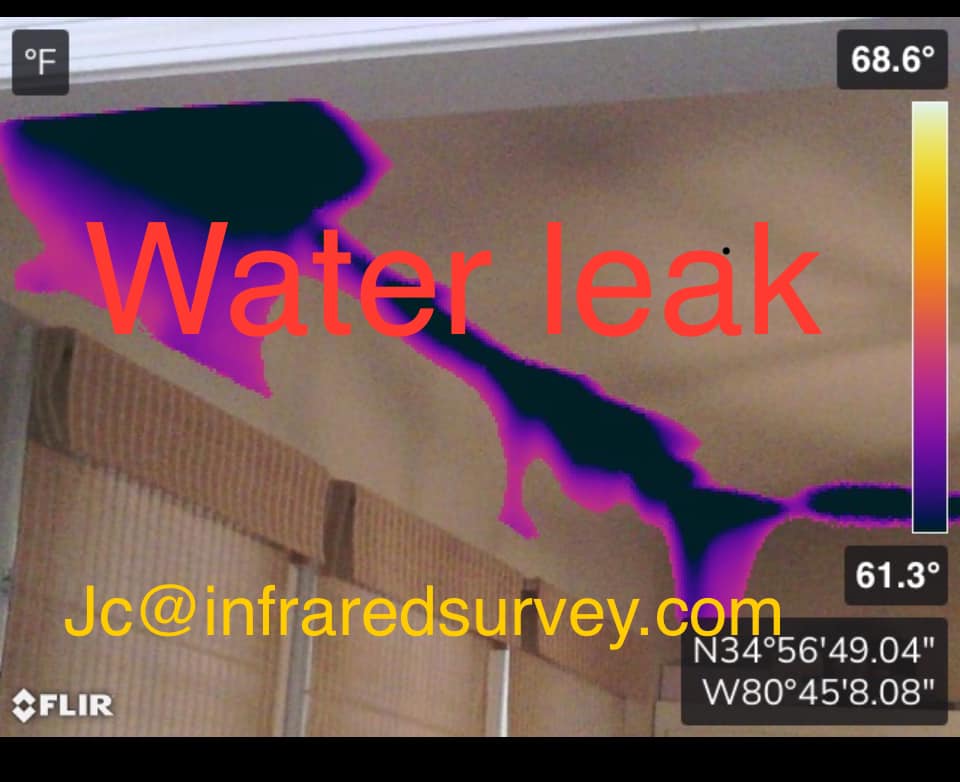 °F
68.6°
Water leak
61.3°
Jc@infraredsurvey.com
N34°56'49.04"
W80°45'8.08"
FLIR